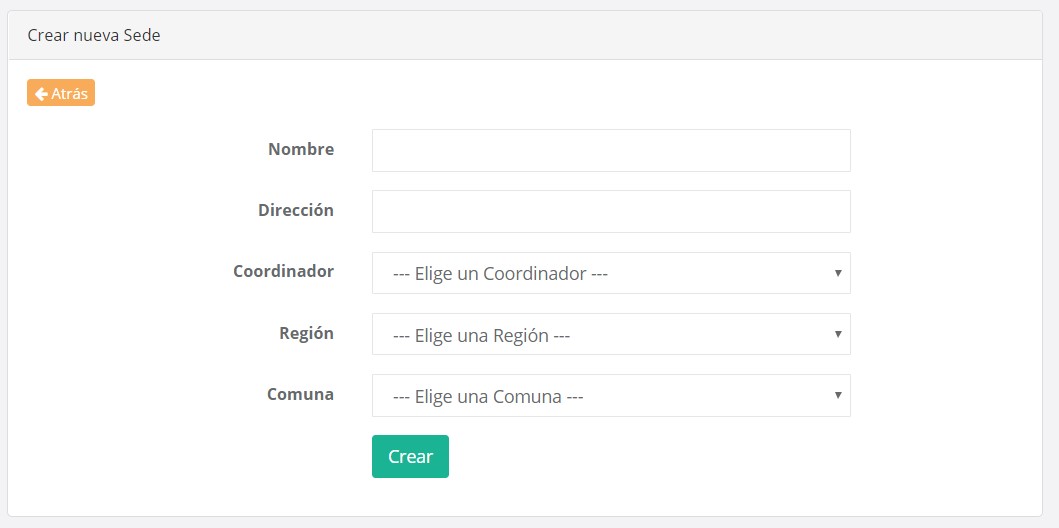 Crear nueva Sede
Atrás
Nombre
Dirección
Coordinador
--- Elige un Coordinador ---
Región
--- Elige una Región ---
Comuna
--- Elige una Comuna ---
Crear